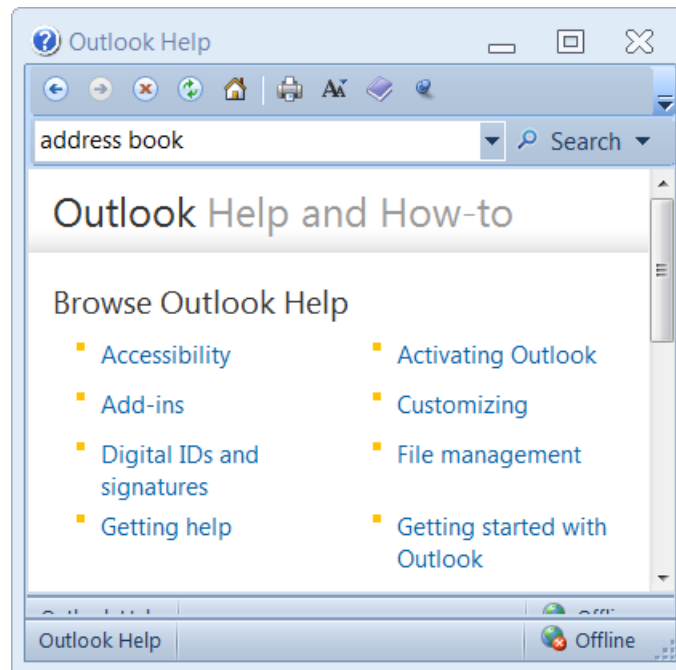 Outlook Help
address book
Search
Outlook Help and How-to
Browse Outlook Help
Accessibility
Activating Outlook
Add-ins
Customizing
Digital IDs and
signatures
File management
Getting help
Getting started with
Outlook
Outlook Help
Offline